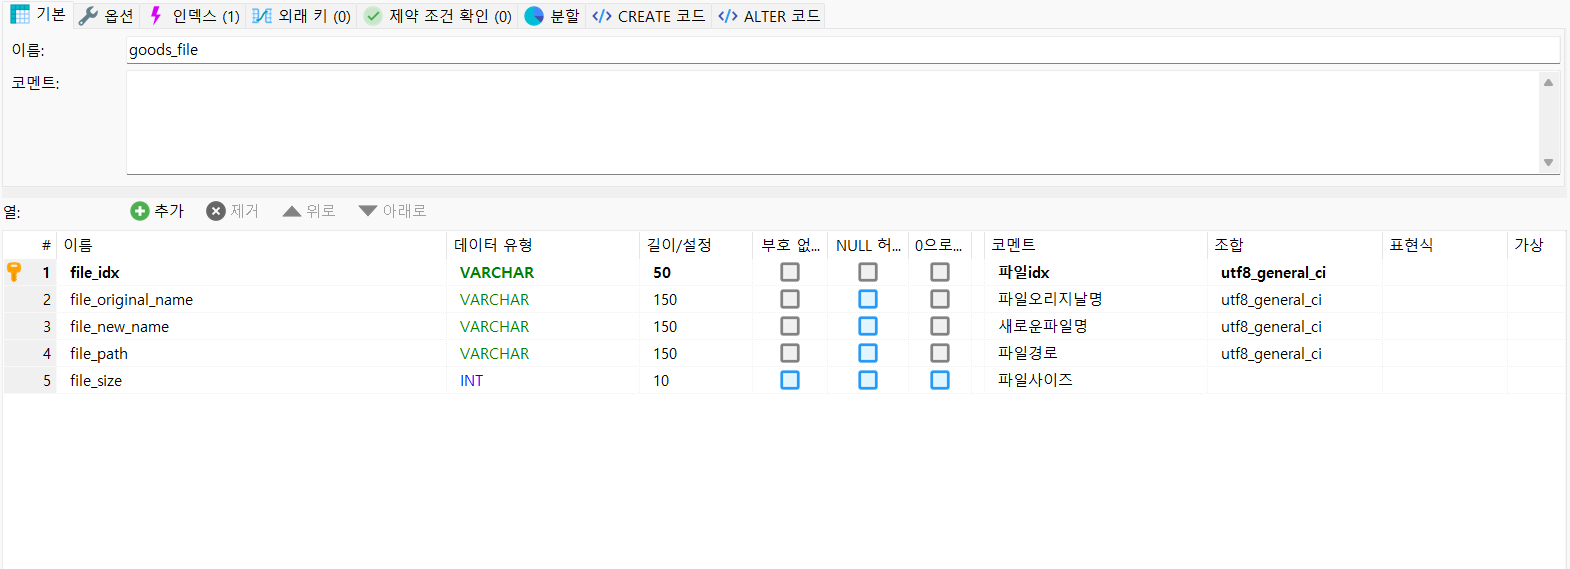 기본 옵션 인덱스 (1) 외래 키 (0) 제약 조건 확인 (0) 분할 </> CREATE 코드 </> ALTER 코드
이름: goods_file
코멘트:
열: 추가 제거 위로 아래로
# 이름 데이터 유형 길이/설정 부호 없... NULL 허... 0으로... 코멘트 조합 표현식 가상
1 file_idx VARCHAR 50 파일idx utf8_general_ci
2 file_original_name VARCHAR 150 파일오리지날명 utf8_general_ci
3 file_new_name VARCHAR 150 새로운파일명 utf8_general_ci
4 file_path VARCHAR 150 파일경로 utf8_general_ci
5 file_size INT 10 파일사이즈